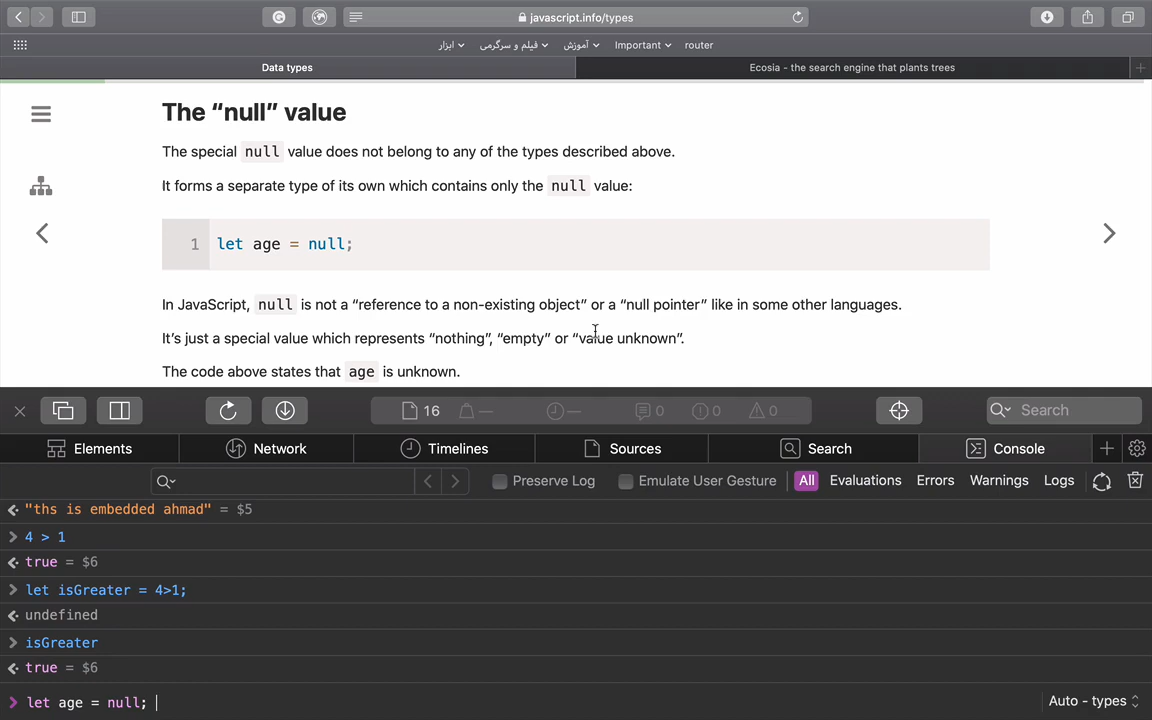 javascript.info/types
ابزار فیلم و سرگرمی آموزش Important router
Data types Ecosia - the search engine that plants trees
The “null” value
The special null value does not belong to any of the types described above.
It forms a separate type of its own which contains only the null value:
1 let age = null;
In JavaScript, null is not a “reference to a non-existing object” or a “null pointer” like in some other languages.
It’s just a special value which represents “nothing”, “empty” or “value unknown”.
The code above states that age is unknown.
16 — — 0 0 0 Search
Elements Network Timelines Sources Search Console
Preserve Log Emulate User Gesture All Evaluations Errors Warnings Logs
"ths is embedded ahmad" = $5
4 > 1
true = $6
let isGreater = 4>1;
undefined
isGreater
true = $6
let age = null;
Auto - types